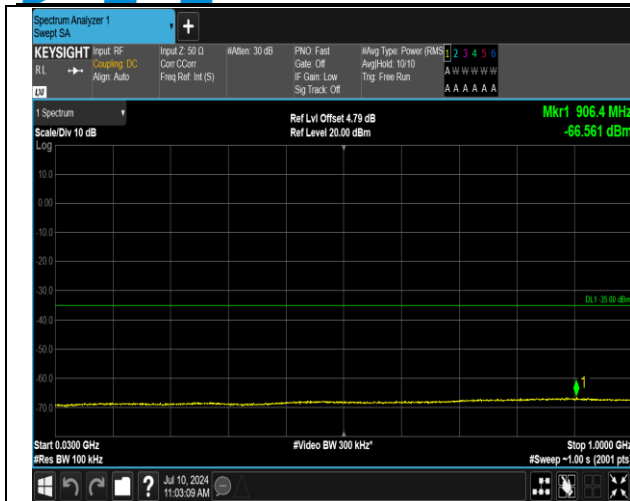 Spectrum Analyzer 1
Swept SA
KEYSIGHT
RL
LXI
Input: RF
Coupling: DC
Align: Auto
Input Z: 50 Ω
Corr CCorr
Freq Ref: Int (S)
#Atten: 30 dB
PNO: Fast
Gate: Off
IF Gain: Low
Sig Track: Off
#Avg Type: Power (RMS
Avg|Hold: 10/10
Trig: Free Run
1 2 3 4 5 6
A W W W W W
A A A A A A
1 Spectrum
Scale/Div 10 dB
Log
Ref Lvl Offset 4.79 dB
Ref Level 20.00 dBm
Mkr1 906.4 MHz
-66.561 dBm
10.0
0.00
-10.0
-20.0
-30.0
DL1 -35.00 dBm
-40.0
-50.0
-60.0
1
-70.0
Start 0.0300 GHz
#Res BW 100 kHz
#Video BW 300 kHz*
Stop 1.0000 GHz
#Sweep ~1.00 s (2001 pts)
?
Jul 10, 2024
11:03:09 AM